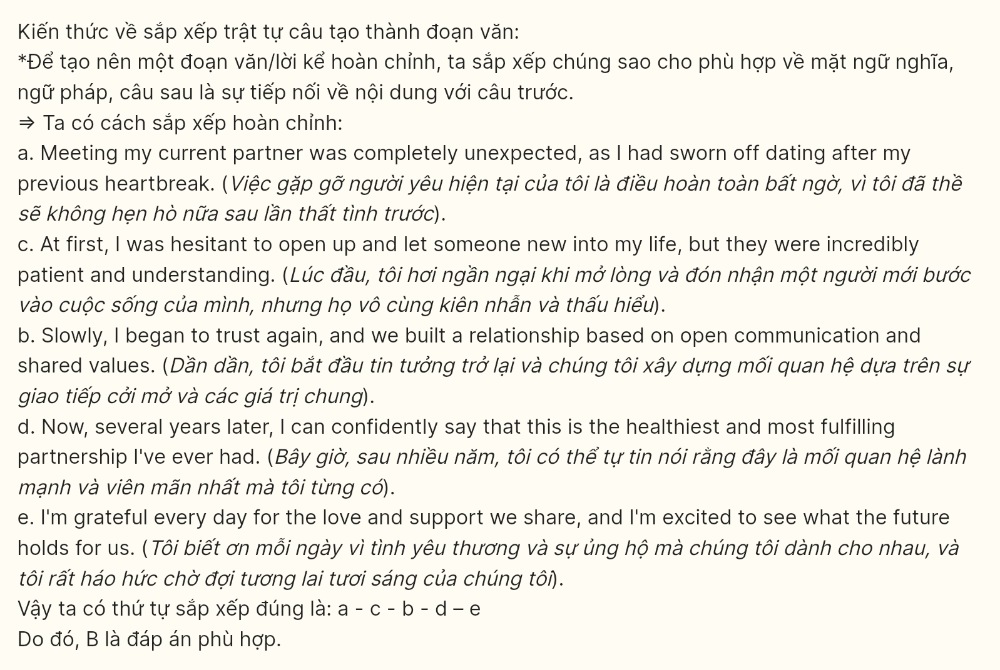 Kiến thức về sắp xếp trật tự câu tạo thành đoạn văn:
*Để tạo nên một đoạn văn/lời kể hoàn chỉnh, ta sắp xếp chúng sao cho phù hợp về mặt ngữ nghĩa,
ngữ pháp, câu sau là sự tiếp nối về nội dung với câu trước.
⇒ Ta có cách sắp xếp hoàn chỉnh:
a. Meeting my current partner was completely unexpected, as I had sworn off dating after my
previous heartbreak. (Việc gặp gỡ người yêu hiện tại của tôi là điều hoàn toàn bất ngờ, vì tôi đã thề
sẽ không hẹn hò nữa sau lần thất tình trước).
c. At first, I was hesitant to open up and let someone new into my life, but they were incredibly
patient and understanding. (Lúc đầu, tôi hơi ngần ngại khi mở lòng và đón nhận một người mới bước
vào cuộc sống của mình, nhưng họ vô cùng kiên nhẫn và thấu hiểu).
b. Slowly, I began to trust again, and we built a relationship based on open communication and
shared values. (Dần dần, tôi bắt đầu tin tưởng trở lại và chúng tôi xây dựng mối quan hệ dựa trên sự
giao tiếp cởi mở và các giá trị chung).
d. Now, several years later, I can confidently say that this is the healthiest and most fulfilling
partnership I've ever had. (Bây giờ, sau nhiều năm, tôi có thể tự tin nói rằng đây là mối quan hệ lành
mạnh và viên mãn nhất mà tôi từng có).
e. I'm grateful every day for the love and support we share, and I'm excited to see what the future
holds for us. (Tôi biết ơn mỗi ngày vì tình yêu thương và sự ủng hộ mà chúng tôi dành cho nhau, và
tôi rất háo hức chờ đợi tương lai tươi sáng của chúng tôi).
Vậy ta có thứ tự sắp xếp đúng là: a - c - b - d – e
Do đó, B là đáp án phù hợp.